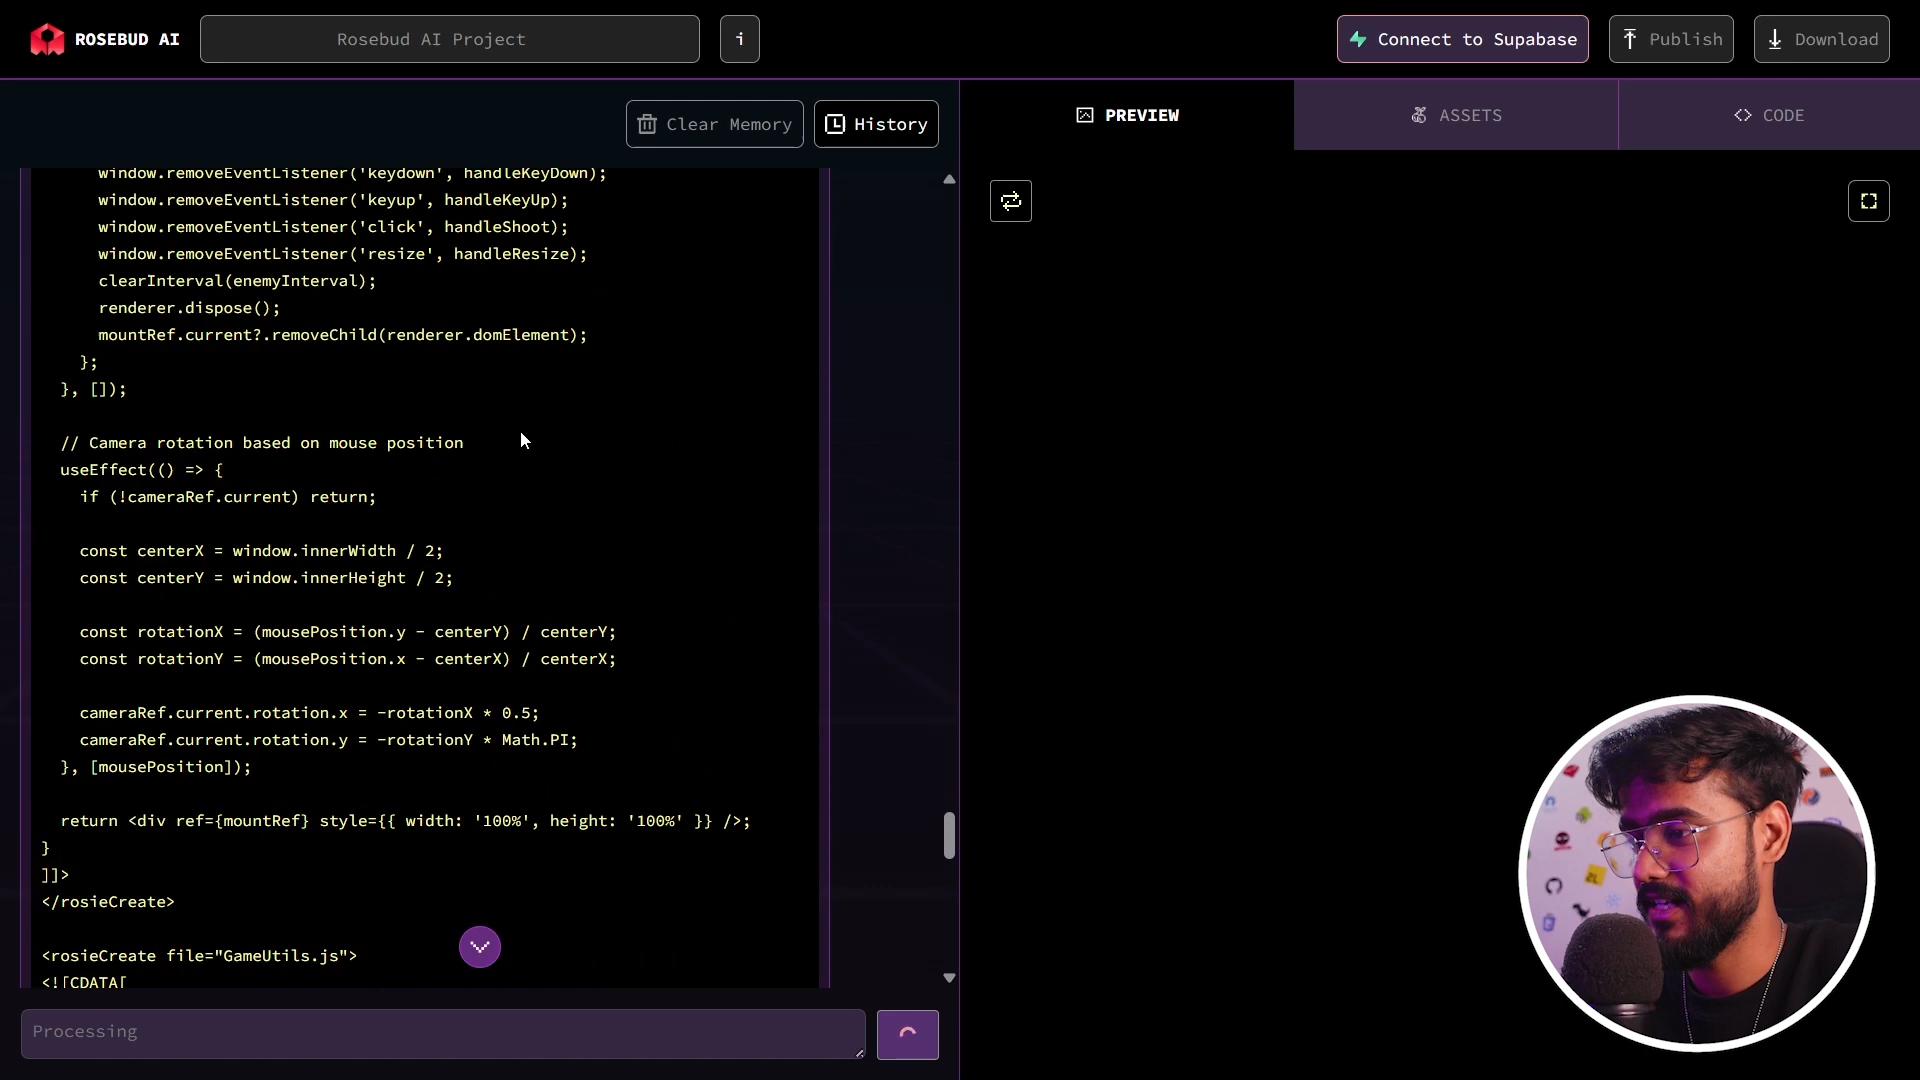 ROSEBUD AI
Rosebud AI Project
i
Connect to Supabase
Publish
Download
Clear Memory
History
PREVIEW
ASSETS
CODE
window.removeEventListener('keydown', handleKeyDown);
window.removeEventListener('keyup', handleKeyUp);
window.removeEventListener('click', handleShoot);
window.removeEventListener('resize', handleResize);
clearInterval(enemyInterval);
renderer.dispose();
mountRef.current?.removeChild(renderer.domElement);
};
}, []);
// Camera rotation based on mouse position
useEffect(() => {
if (!cameraRef.current) return;
const centerX = window.innerWidth / 2;
const centerY = window.innerHeight / 2;
const rotationX = (mousePosition.y - centerY) / centerY;
const rotationY = (mousePosition.x - centerX) / centerX;
cameraRef.current.rotation.x = -rotationX * 0.5;
cameraRef.current.rotation.y = -rotationY * Math.PI;
}, [mousePosition]);
return <div ref={mountRef} style={{ width: '100%', height: '100%' }} />;
}
]]>
</rosieCreate>
<rosieCreate file="GameUtils.js">
<![CDATA[
Processing